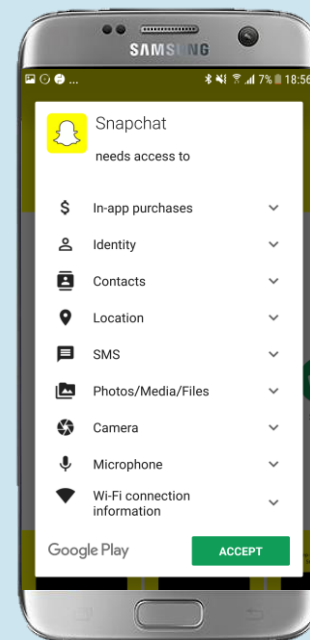 SAMSUNG
... 7% 18:56
Snapchat
needs access to
$ In-app purchases
Identity
Contacts
Location
SMS
Photos/Media/Files
Camera
Microphone
Wi-Fi connection
information
Google Play ACCEPT